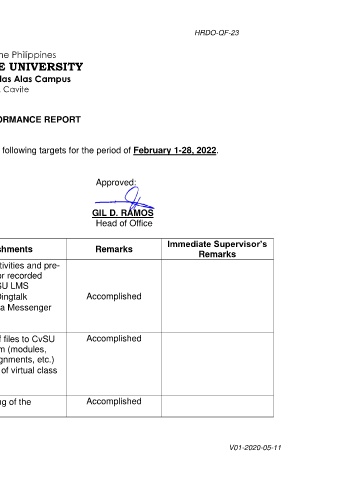 HRDO-QF-23
he Philippines
E UNIVERSITY
las Alas Campus
, Cavite
ORMANCE REPORT
following targets for the period of February 1-28, 2022.
Approved:
GIL D. RAMOS
Head of Office
shments
Remarks
Immediate Supervisor's
Remarks
tivities and pre-
or recorded
SU LMS
Dingtalk
a Messenger
Accomplished
f files to CvSU
m (modules,
gnments, etc.)
of virtual class
Accomplished
ng of the
Accomplished
V01-2020-05-11